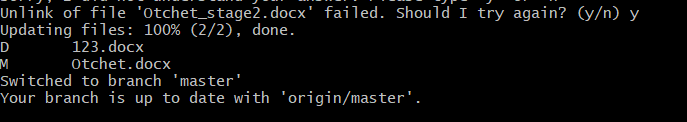 Unlink of file 'Otchet_stage2.docx' failed. Should I try again? (y/n) y
Updating files: 100% (2/2), done.
D       123.docx
M       Otchet.docx
Switched to branch 'master'
Your branch is up to date with 'origin/master'.